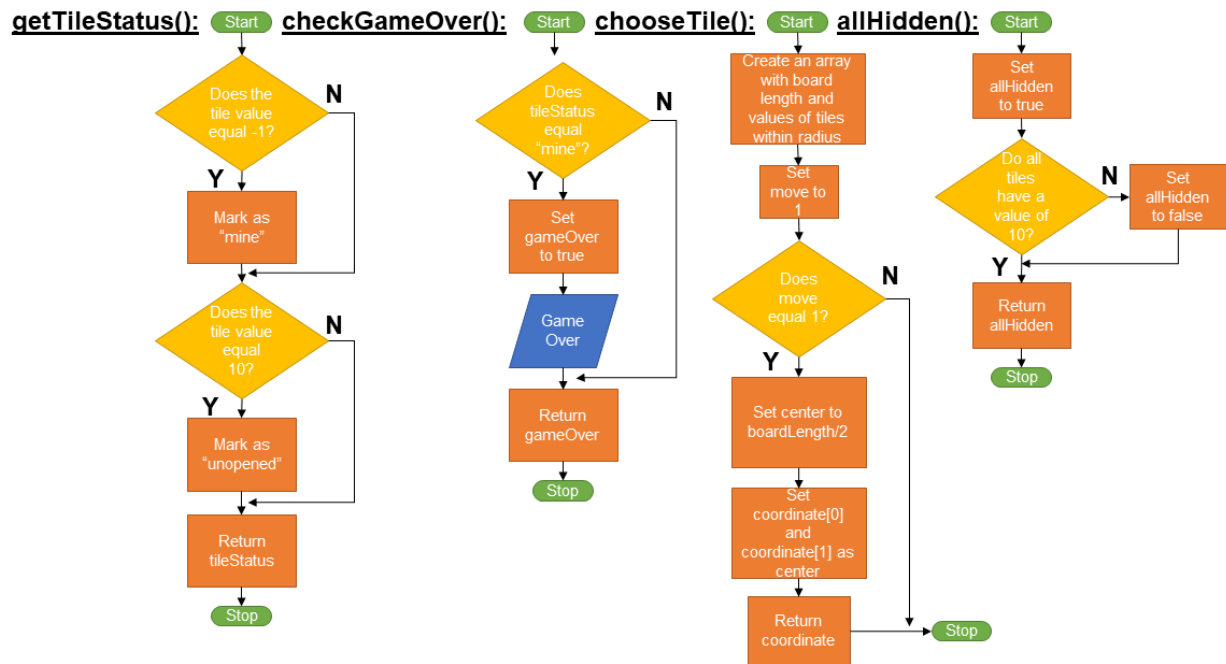 getTileStatus():
Start
Does the
tile value
equal -1?
N
Y
Mark as
“mine”
Does the
tile value
equal
10?
N
Y
Mark as
“unopened”
Return
tileStatus
Stop
checkGameOver():
Start
Does
tileStatus
equal
“mine”?
N
Y
Set
gameOver
to true
Game
Over
Return
gameOver
Stop
chooseTile():
Start
Create an array
with board
length and
values of tiles
within radius
Set
move to
1
Does
move
equal 1?
N
Y
Set center to
boardLength/2
Set
coordinate[0]
and
coordinate[1] as
center
Return
coordinate
Stop
allHidden():
Start
Set
allHidden
to true
Do all
tiles
have a
value of
10?
N
Set
allHidden
to false
Y
Return
allHidden
Stop